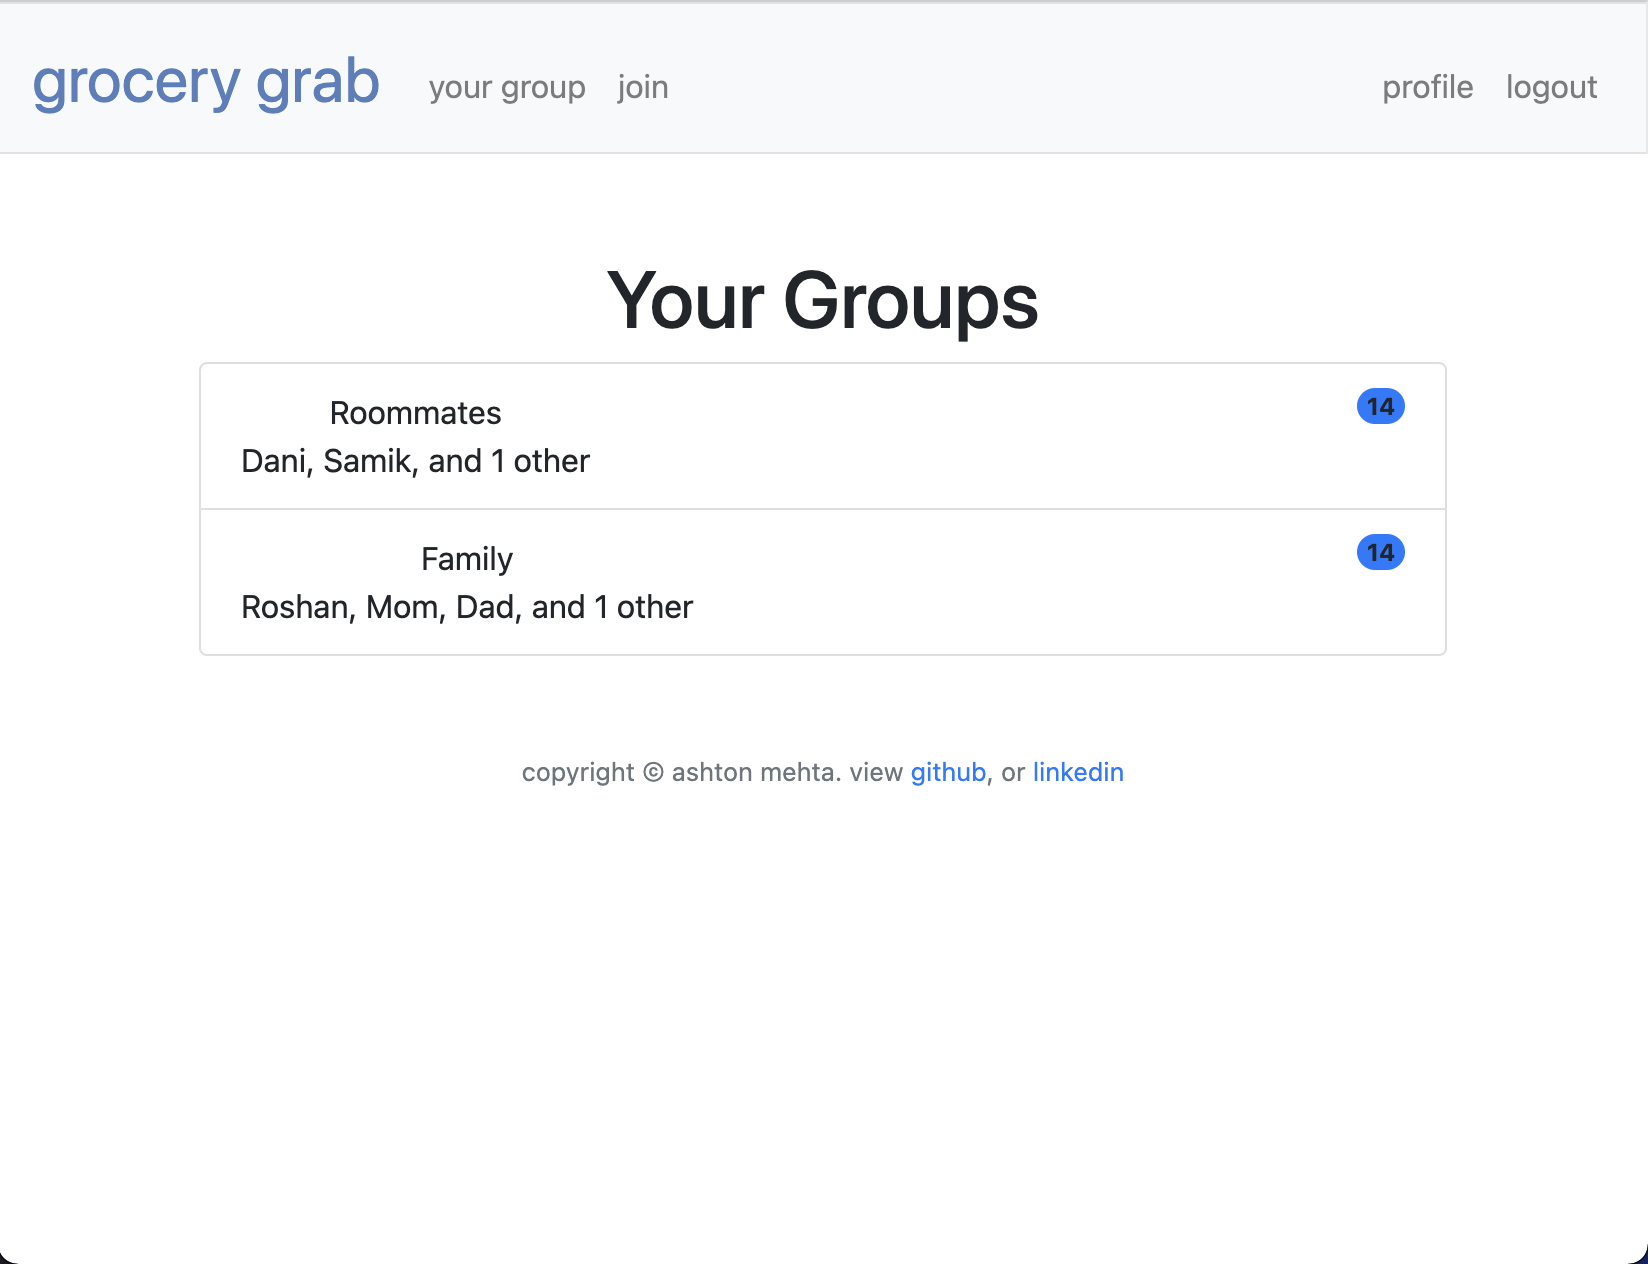 grocery grab your group join profile logout
Your Groups
Roommates 14
Dani, Samik, and 1 other
Family 14
Roshan, Mom, Dad, and 1 other
copyright © ashton mehta. view github, or linkedin